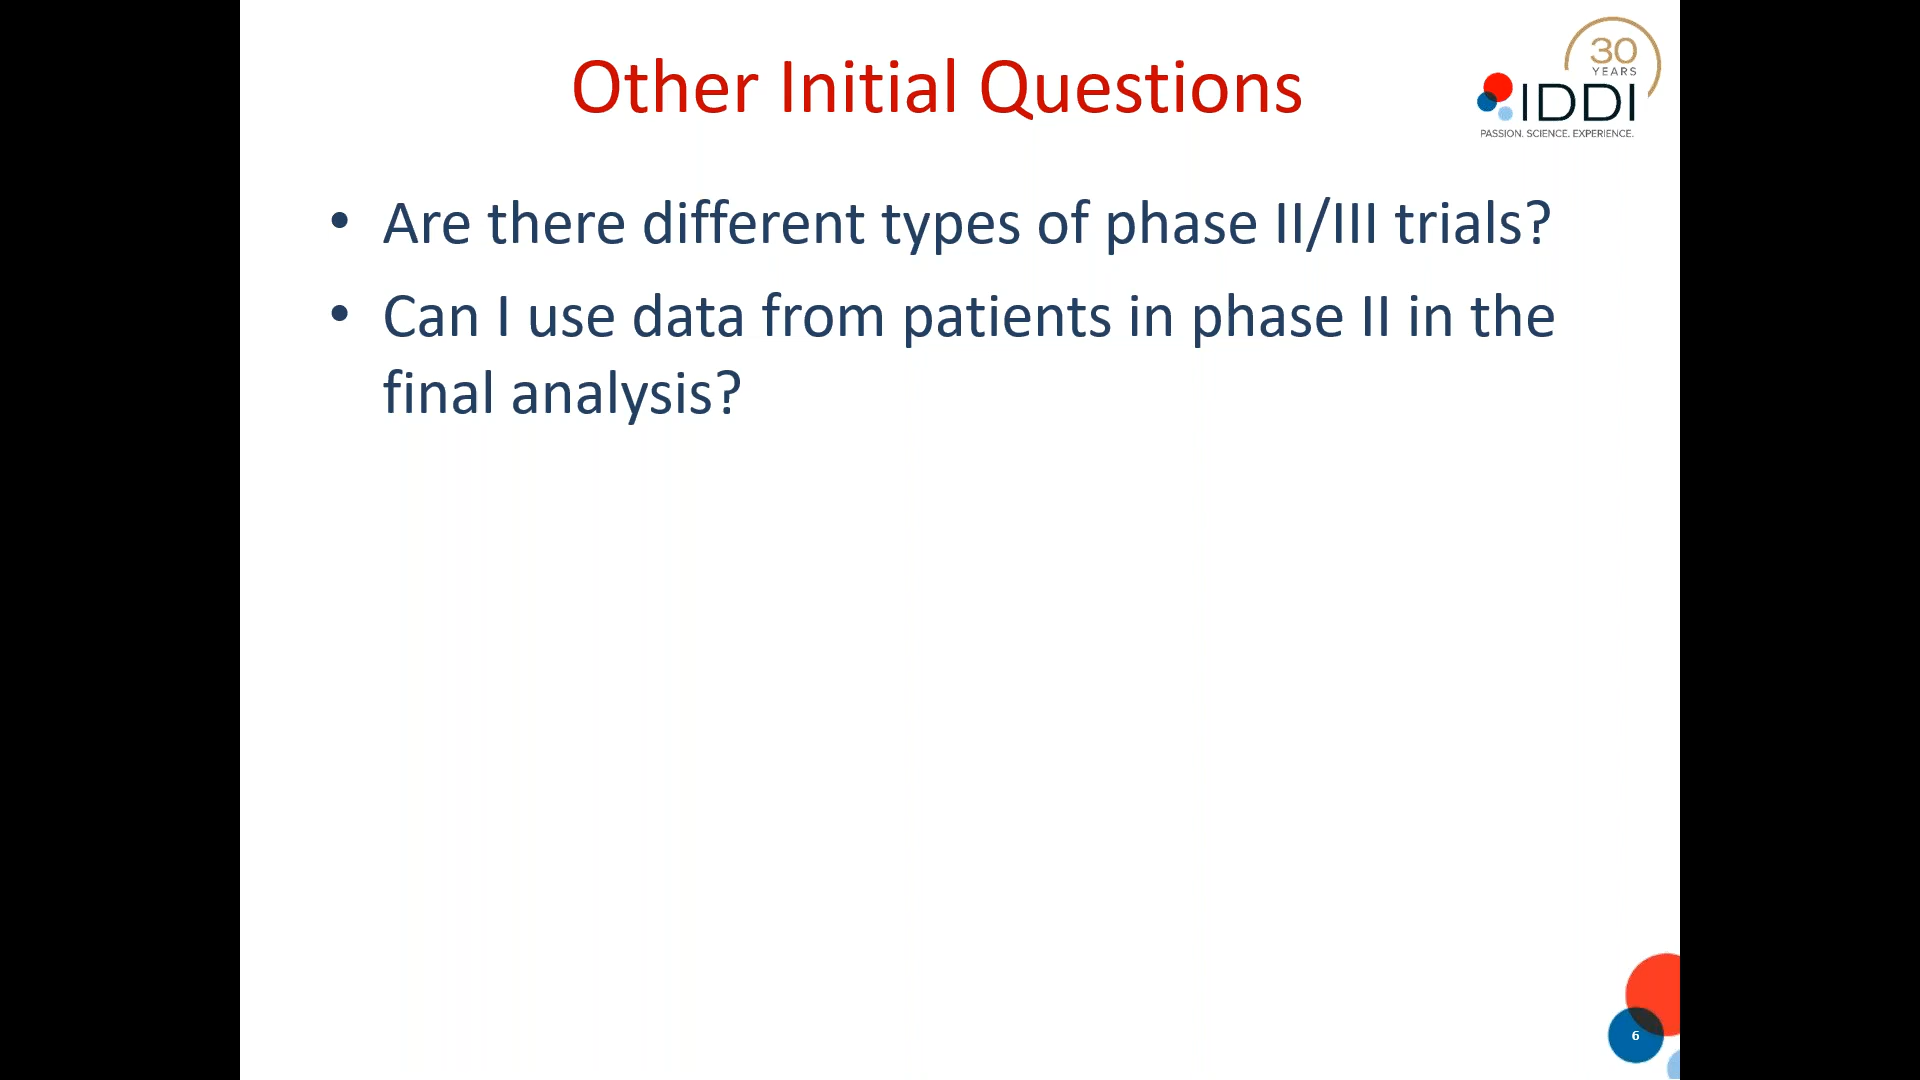 Other Initial Questions
30
YEARS
IDDI
PASSION. SCIENCE. EXPERIENCE.
• Are there different types of phase II/III trials?
• Can I use data from patients in phase II in the
final analysis?
6